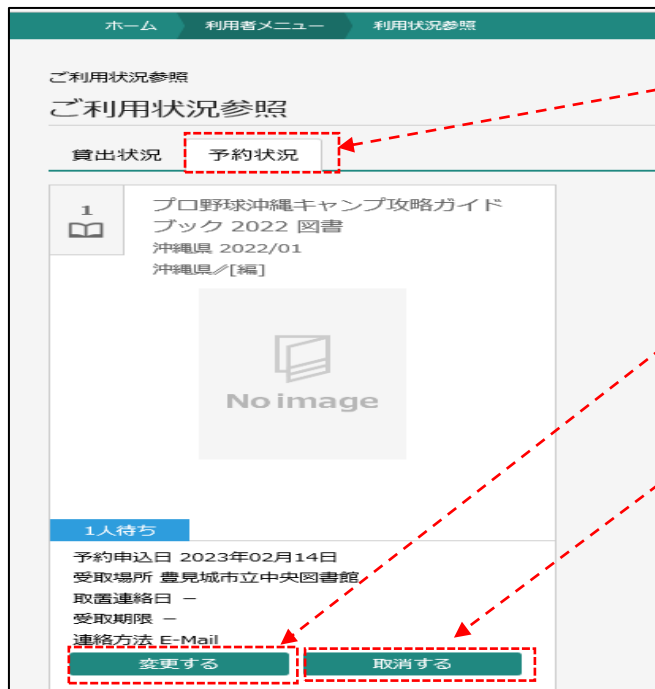 ホーム 利用者メニュー 利用状況参照
ご利用状況参照
ご利用状況参照
貸出状況 予約状況
1
プロ野球沖縄キャンプ攻略ガイド
ブック 2022 図書
沖縄県 2022/01
沖縄県∥[編]
No image
1人待ち
予約申込日 2023年02月14日
受取場所 豊見城市立中央図書館
取置連絡日 −
受取期限 −
連絡方法 E-Mail
変更する 取消する